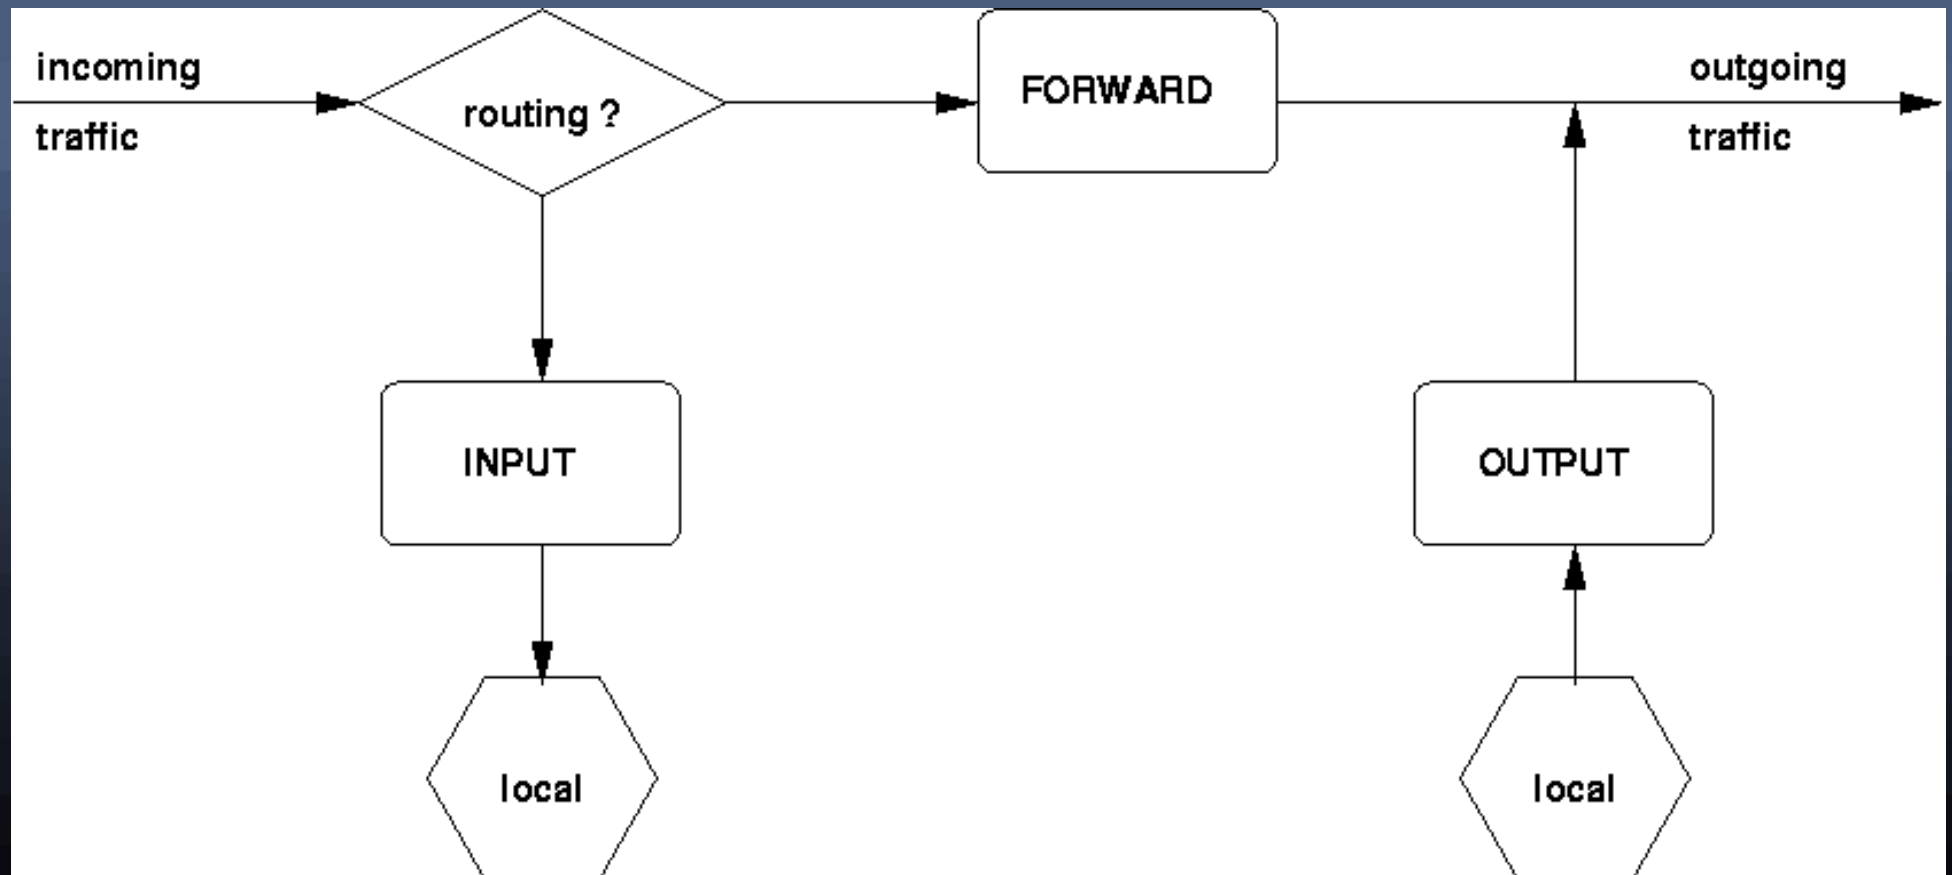 incoming
traffic
routing ?
FORWARD
outgoing
traffic
INPUT
OUTPUT
local
local